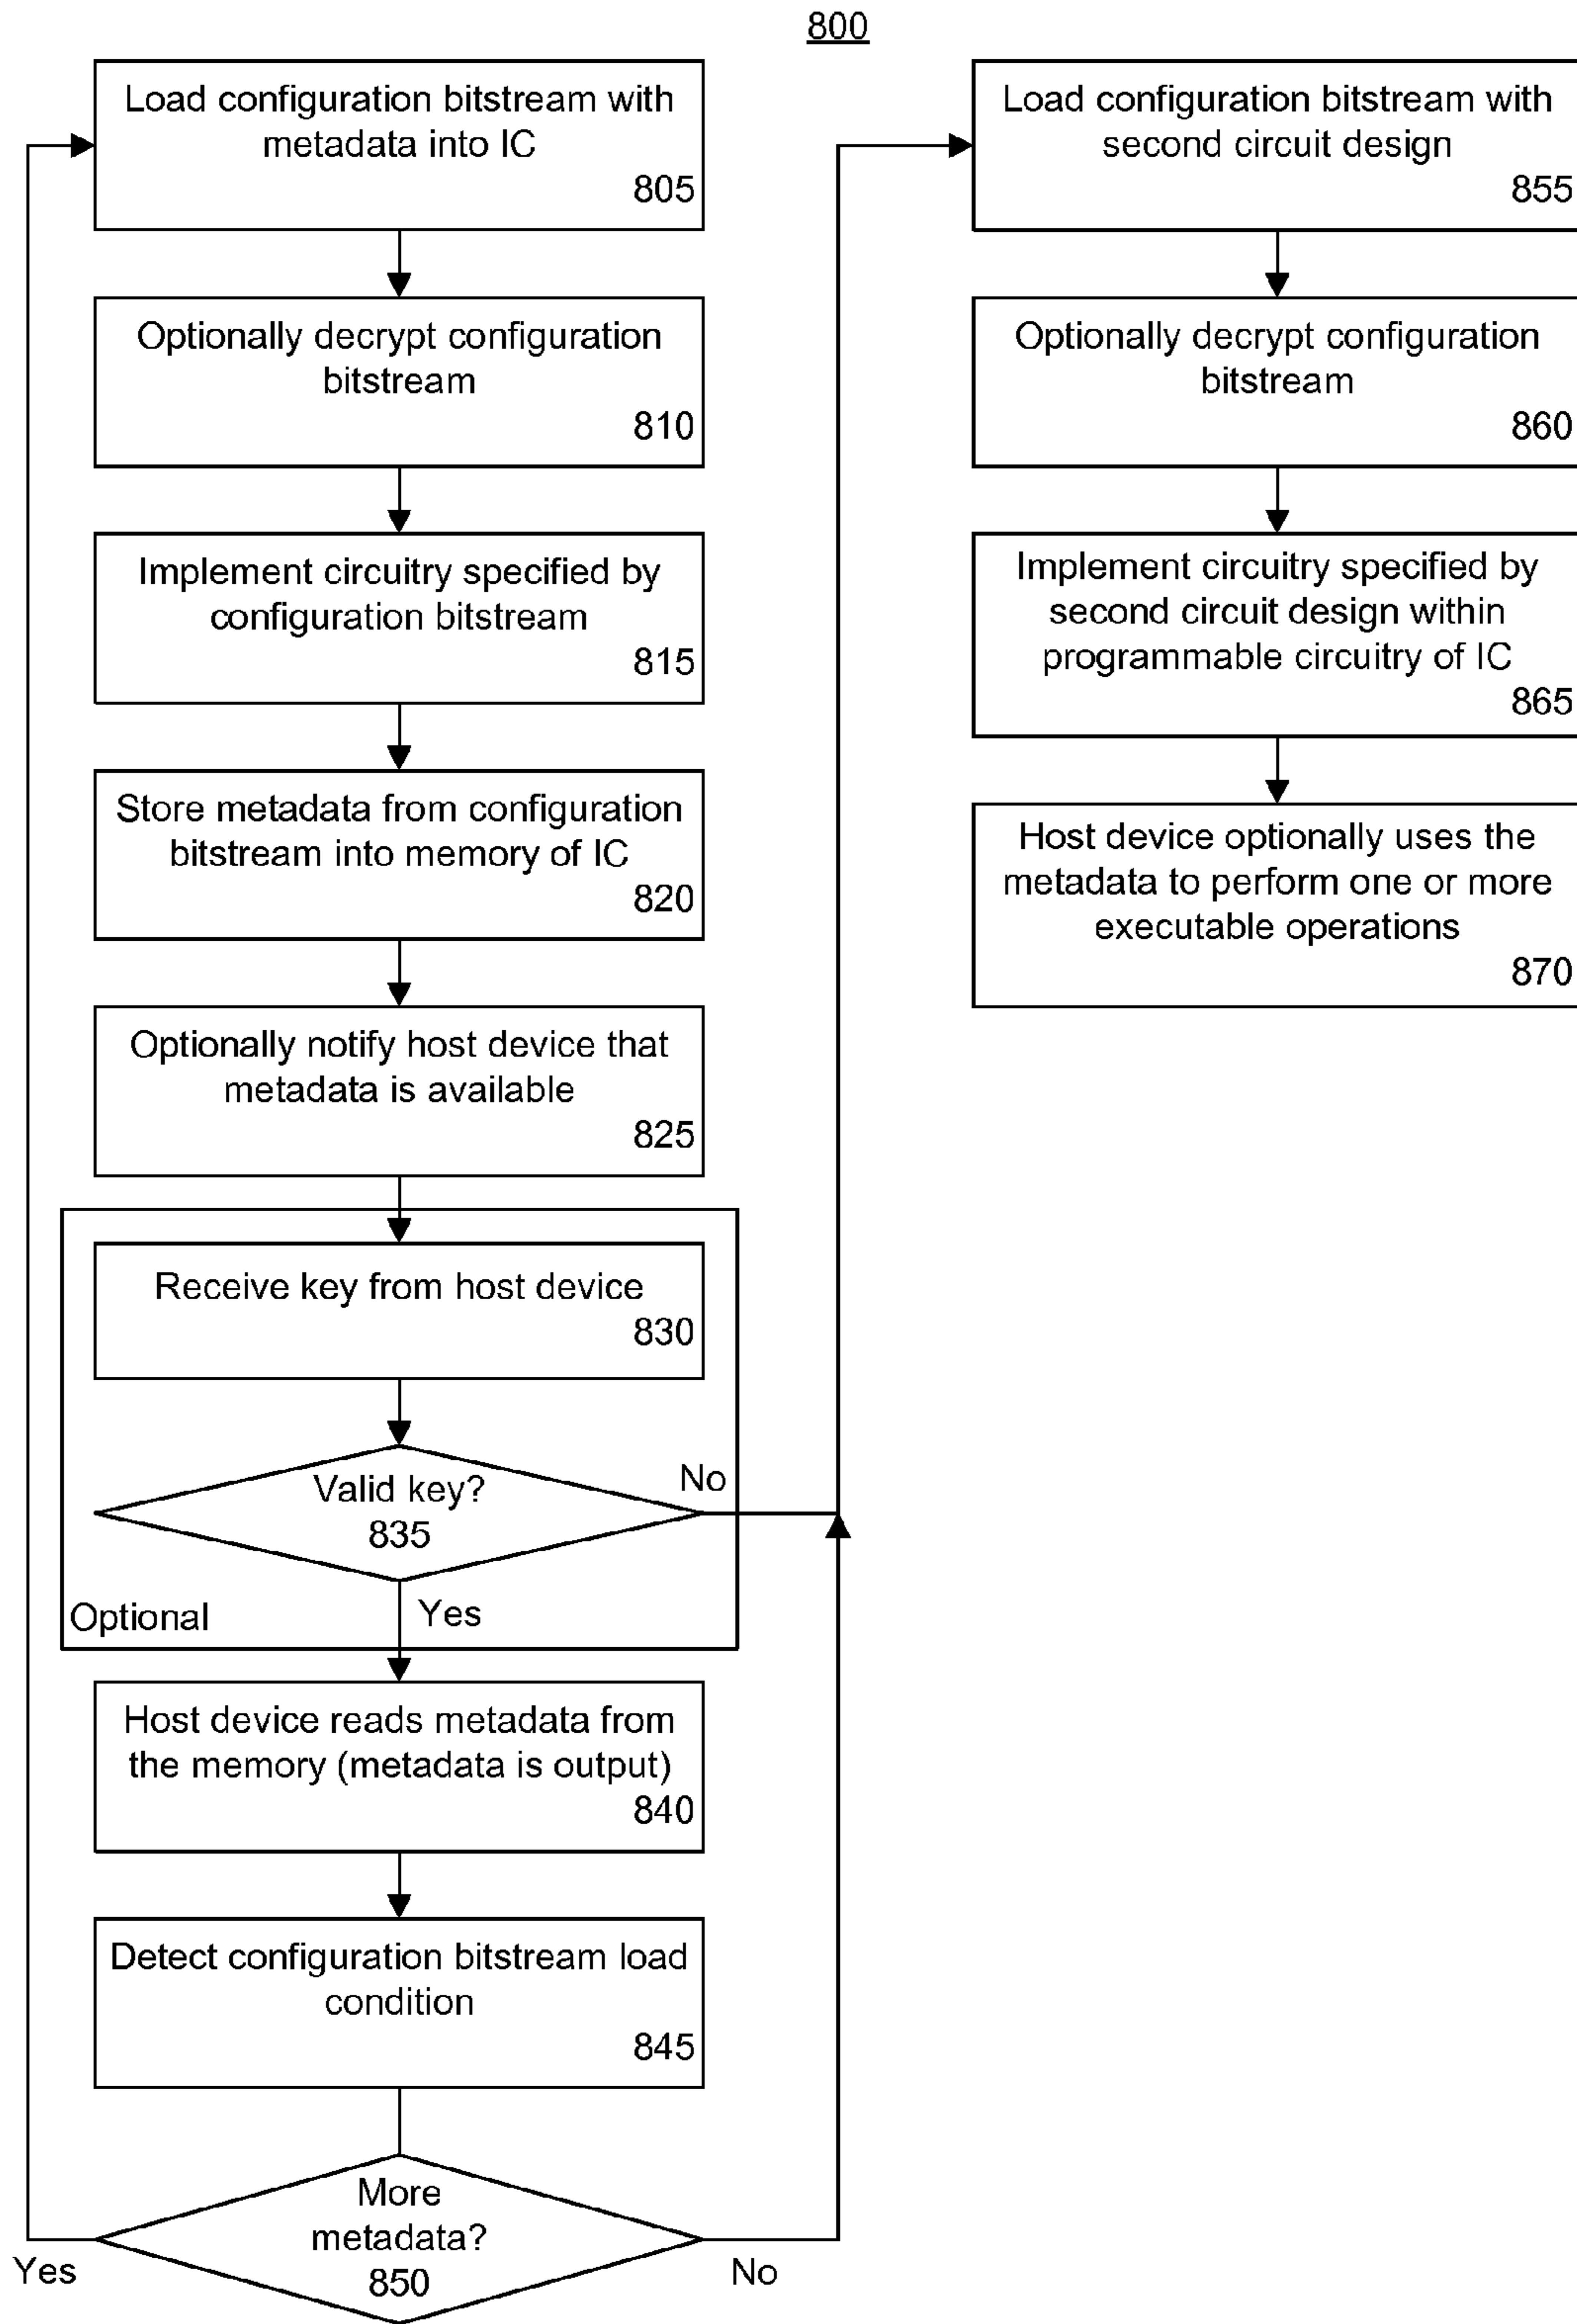 800
Load configuration bitstream with
metadata into IC
805
Optionally decrypt configuration
bitstream
810
Implement circuitry specified by
configuration bitstream
815
Store metadata from configuration
bitstream into memory of IC
820
Optionally notify host device that
metadata is available
825
Receive key from host device
830
Valid key?
835
No
Yes
Optional
Host device reads metadata from
the memory (metadata is output)
840
Detect configuration bitstream load
condition
845
More
metadata?
850
Yes
No
Load configuration bitstream with
second circuit design
855
Optionally decrypt configuration
bitstream
860
Implement circuitry specified by
second circuit design within
programmable circuitry of IC
865
Host device optionally uses the
metadata to perform one or more
executable operations
870